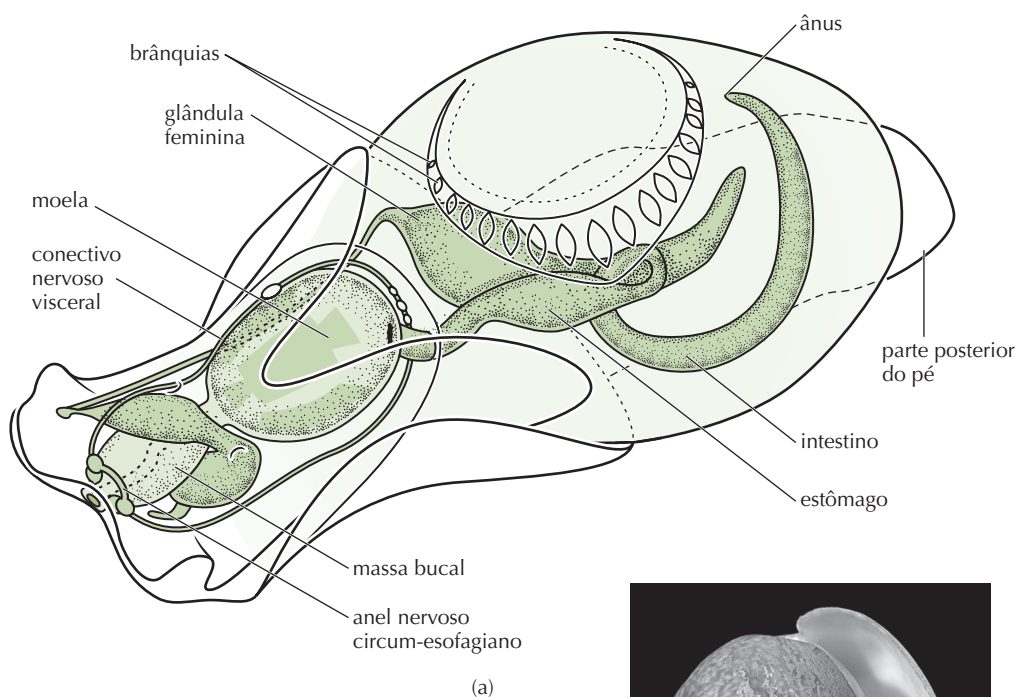 ânus
brânquias
glândula
feminina
moela
conectivo
nervoso
visceral
parte posterior
do pé
intestino
estômago
massa bucal
anel nervoso
circum-esofagiano
(a)